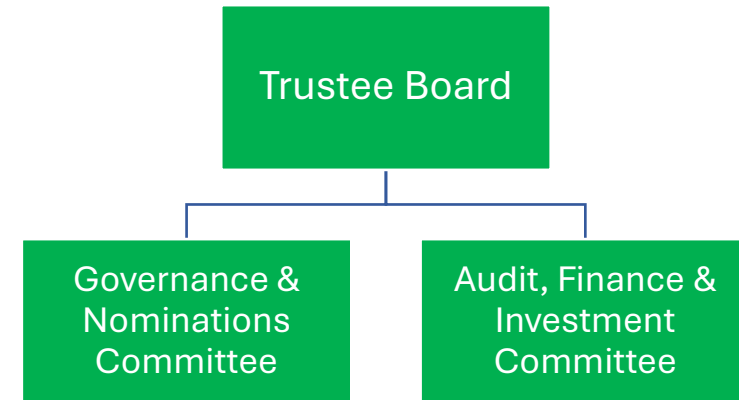 Trustee Board
Governance &
Nominations
Committee
Audit, Finance &
Investment
Committee